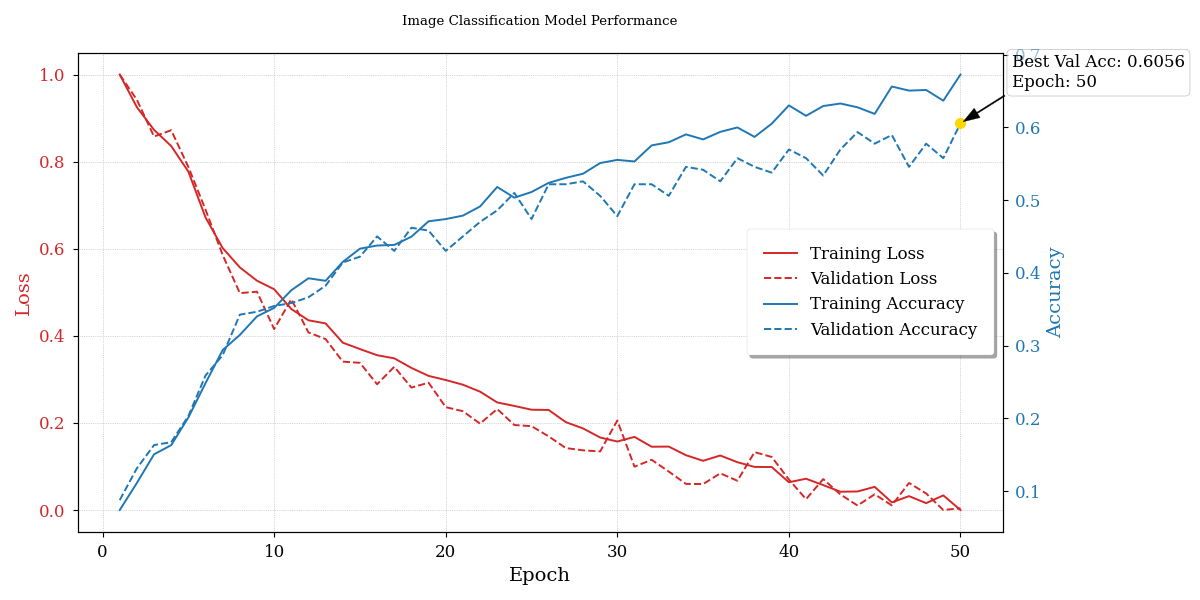 Image Classification Model Performance
1.0
0.8
0.6
0.4
0.2
0.0
Loss
0.7
0.6
0.5
0.4
0.3
0.2
0.1
Accuracy
Best Val Acc: 0.6056
Epoch: 50
Training Loss
Validation Loss
Training Accuracy
Validation Accuracy
0
10
20
30
40
50
Epoch